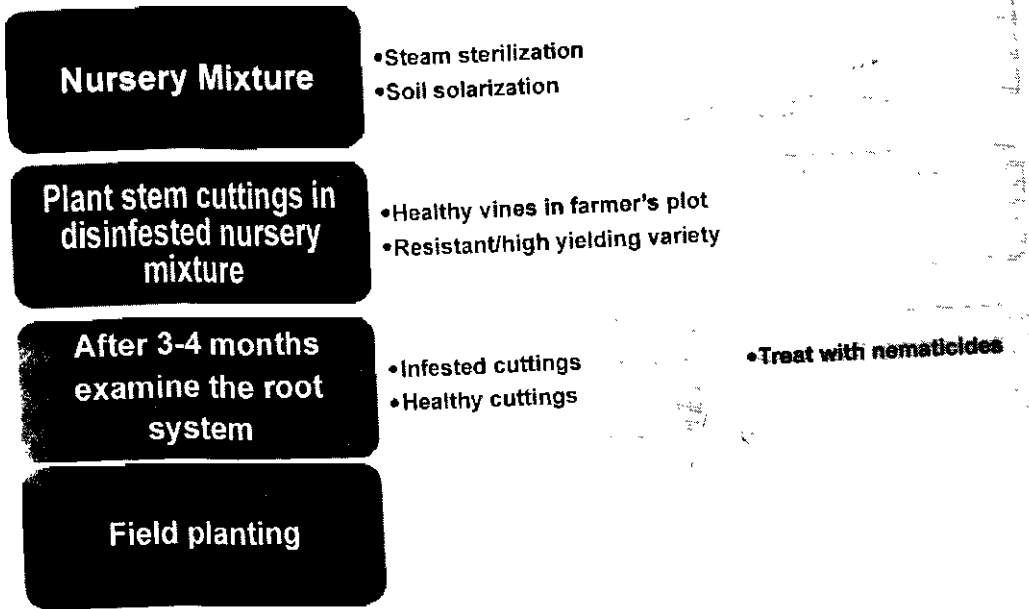 Nursery Mixture
•Steam sterilization
•Soil solarization
Plant stem cuttings in
disinfested nursery
mixture
•Healthy vines in farmer's plot
•Resistant/high yielding variety
After 3-4 months
examine the root
system
•Infested cuttings
•Healthy cuttings
•Treat with nematicides
Field planting